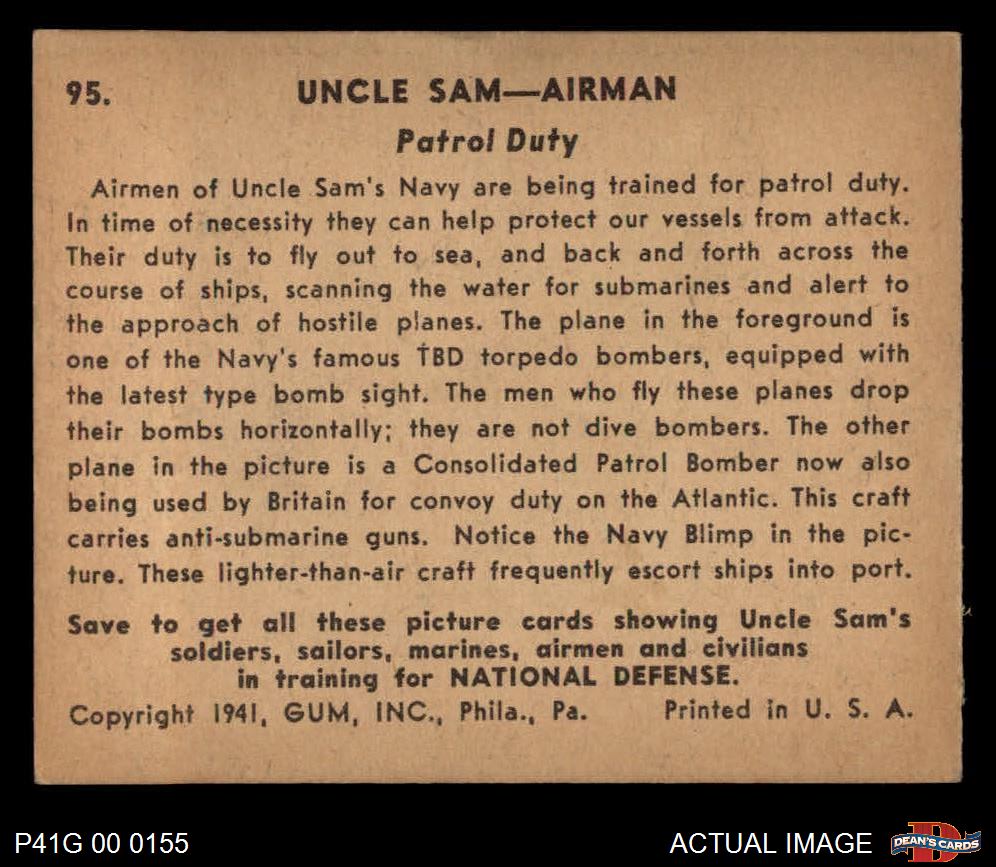 95.
UNCLE SAM—AIRMAN
Patrol Duty
Airmen of Uncle Sam's Navy are being trained for patrol duty.
In time of necessity they can help protect our vessels from attack.
Their duty is to fly out to sea, and back and forth across the
course of ships, scanning the water for submarines and alert to
the approach of hostile planes. The plane in the foreground is
one of the Navy's famous TBD torpedo bombers, equipped with
the latest type bomb sight. The men who fly these planes drop
their bombs horizontally; they are not dive bombers. The other
plane in the picture is a Consolidated Patrol Bomber now also
being used by Britain for convoy duty on the Atlantic. This craft
carries anti-submarine guns. Notice the Navy Blimp in the pic-
ture. These lighter-than-air craft frequently escort ships into port.
Save to get all these picture cards showing Uncle Sam's
soldiers, sailors, marines, airmen and civilians
in training for NATIONAL DEFENSE.
Copyright 1941, GUM, INC., Phila., Pa. Printed in U. S. A.
P41G 00 0155
ACTUAL IMAGE
D
DEAN'S CARDS